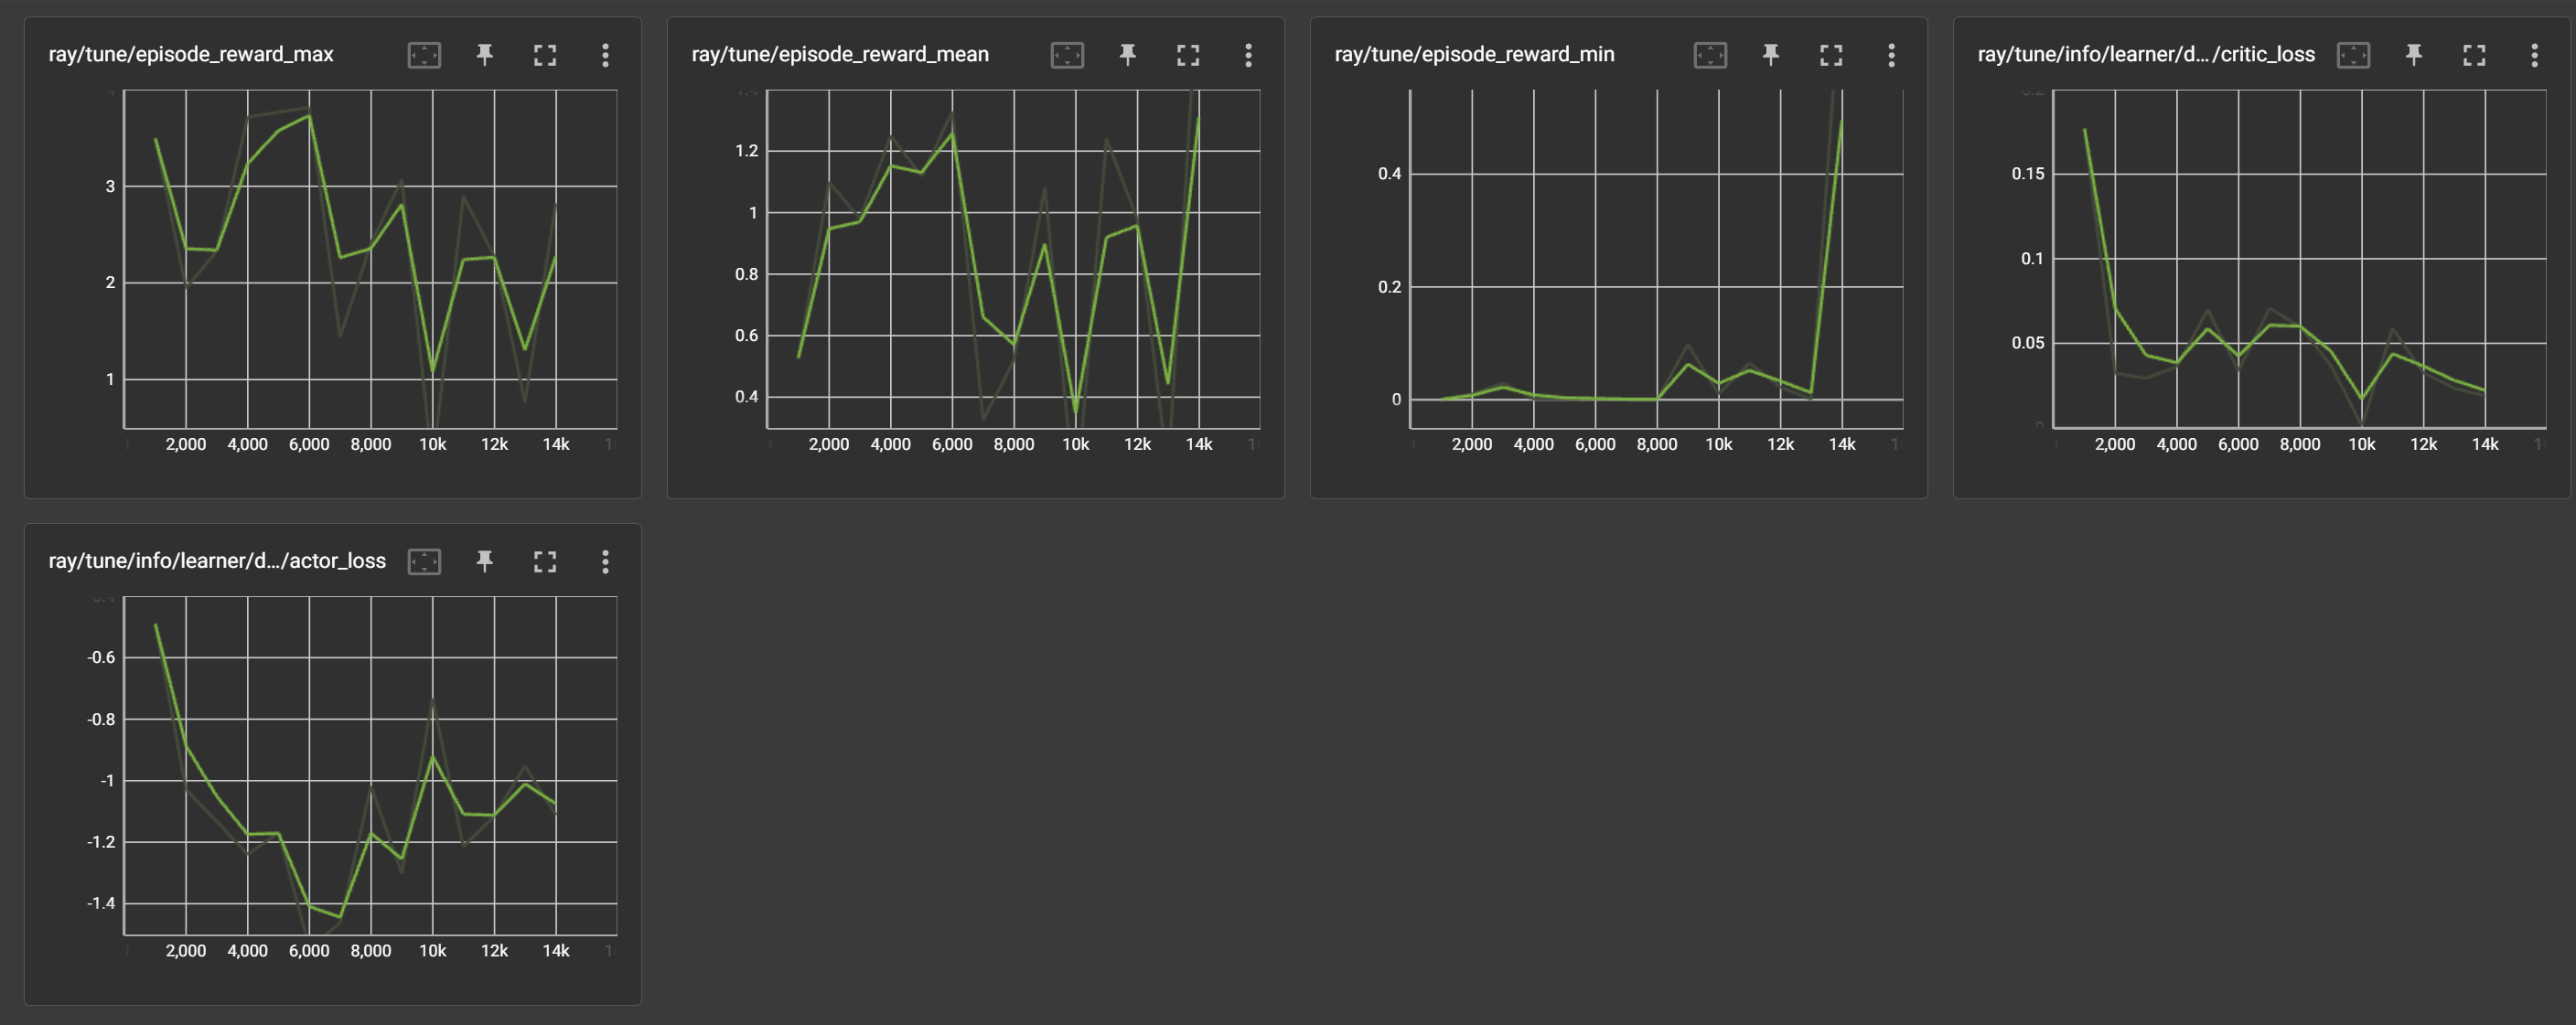 ray/tune/episode_reward_max
3
2
1
2,000 4,000 6,000 8,000 10k 12k 14k
ray/tune/episode_reward_mean
1.2
1
0.8
0.6
0.4
2,000 4,000 6,000 8,000 10k 12k 14k
ray/tune/episode_reward_min
0.4
0.2
0
2,000 4,000 6,000 8,000 10k 12k 14k
ray/tune/info/learner/d.../critic_loss
0.15
0.1
0.05
2,000 4,000 6,000 8,000 10k 12k 14k
ray/tune/info/learner/d.../actor_loss
-0.6
-0.8
-1
-1.2
-1.4
2,000 4,000 6,000 8,000 10k 12k 14k